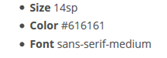 • Size 14sp
• Color #616161
• Font sans-serif-medium